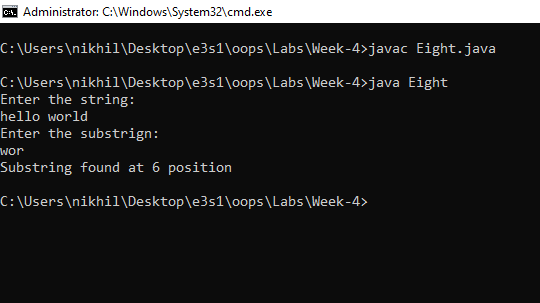 Administrator: C:\Windows\System32\cmd.exe
C:\Users\nikhil\Desktop\e3s1\oops\Labs\Week-4>javac Eight.java
C:\Users\nikhil\Desktop\e3s1\oops\Labs\Week-4>java Eight
Enter the string:
hello world
Enter the substrign:
wor
Substring found at 6 position
C:\Users\nikhil\Desktop\e3s1\oops\Labs\Week-4>